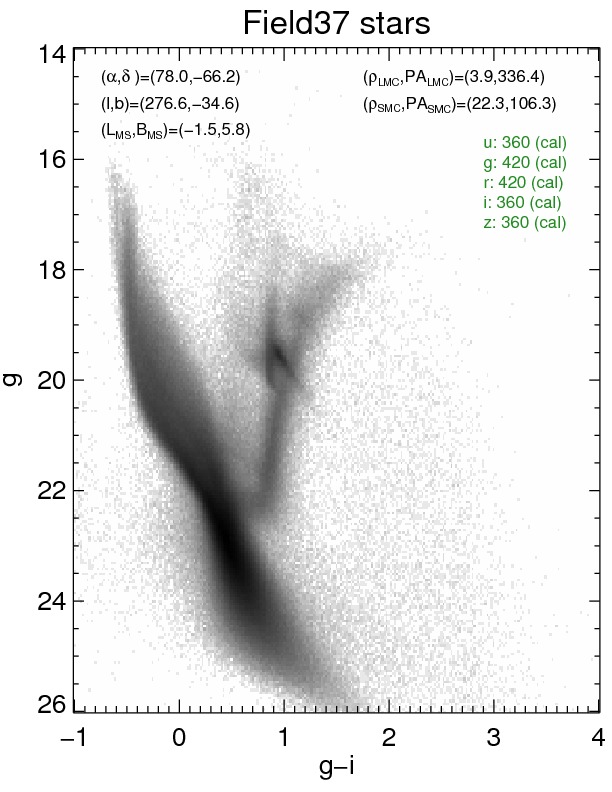 Field37 stars
(α,δ )=(78.0,−66.2)
(ρLMC,PALMC)=(3.9,336.4)
(l,b)=(276.6,−34.6)
(ρSMC,PASMC)=(22.3,106.3)
(LMS,BMS)=(−1.5,5.8)
u: 360 (cal)
g: 420 (cal)
r: 420 (cal)
i: 360 (cal)
z: 360 (cal)
14
16
18
20
22
24
26
g
−1 0 1 2 3 4
g−i